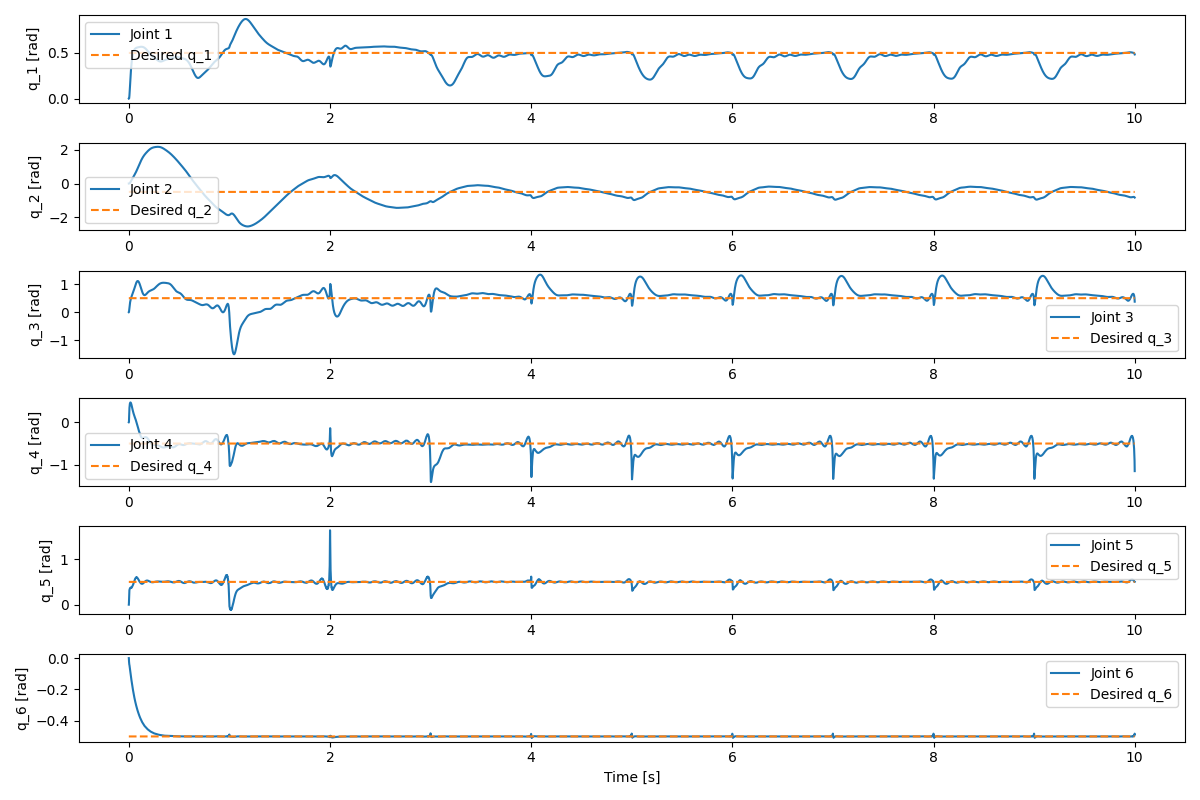 q_1 [rad]
0.5
0.0
Joint 1
Desired q_1
0 2 4 6 8 10
q_2 [rad]
2
0
−2
Joint 2
Desired q_2
0 2 4 6 8 10
q_3 [rad]
1
0
−1
Joint 3
Desired q_3
0 2 4 6 8 10
q_4 [rad]
0
−1
Joint 4
Desired q_4
0 2 4 6 8 10
q_5 [rad]
1
0
Joint 5
Desired q_5
0 2 4 6 8 10
q_6 [rad]
0.0
−0.2
−0.4
Joint 6
Desired q_6
0 2 4 6 8 10
Time [s]